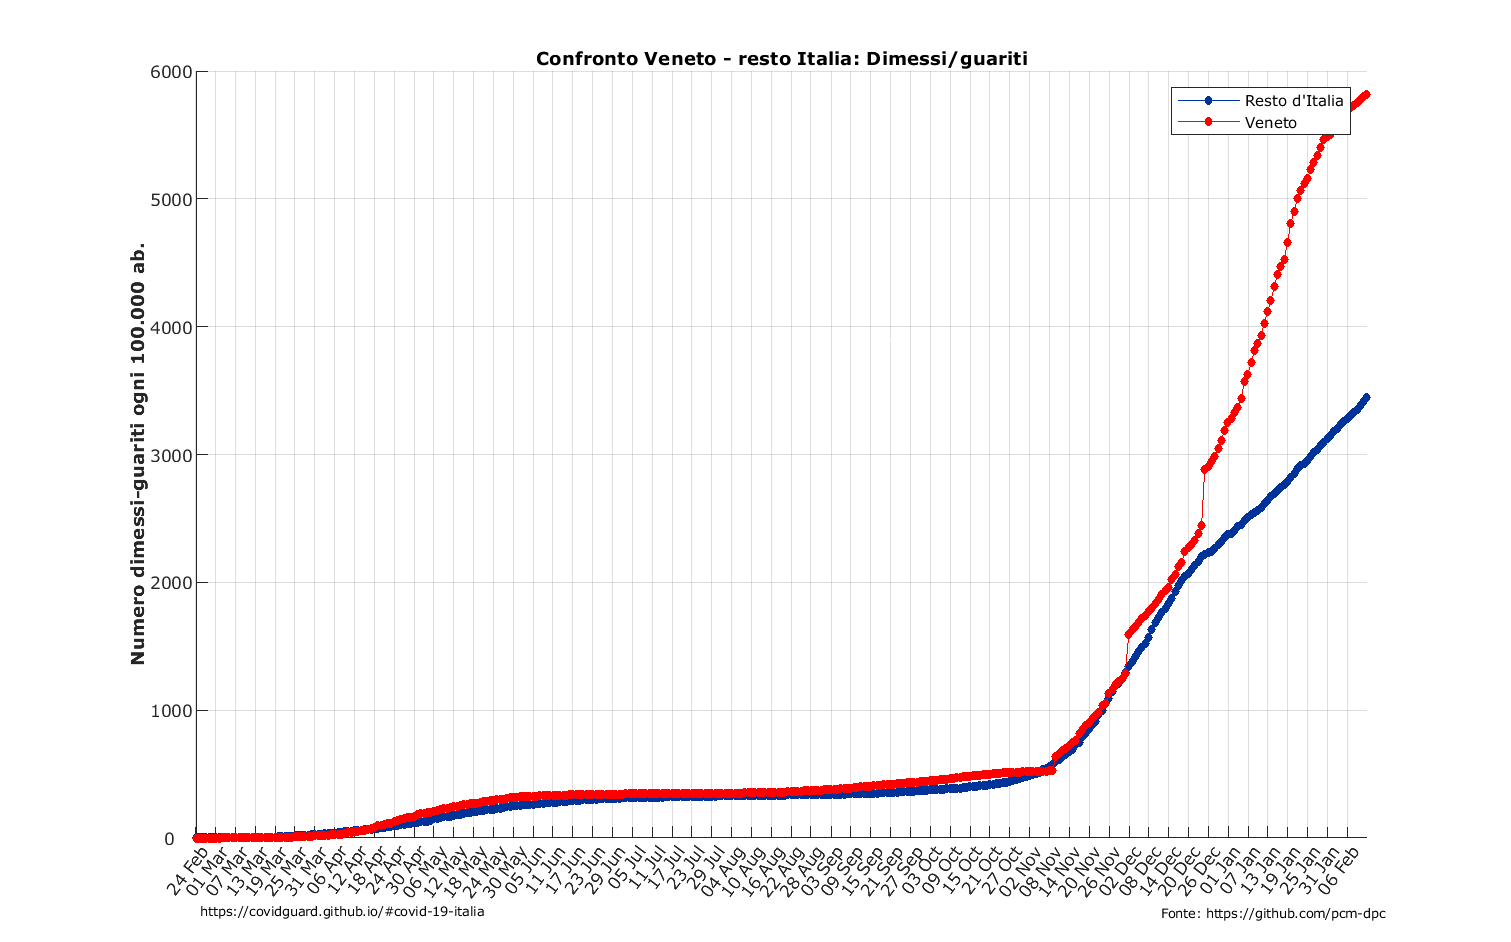 Confronto Veneto - resto Italia: Dimessi/guariti
Resto d'Italia
Veneto
Numero dimessi-guariti ogni 100.000 ab.
6000
5000
4000
3000
2000
1000
0
24 Feb
01 Mar
07 Mar
13 Mar
19 Mar
25 Mar
31 Mar
06 Apr
12 Apr
18 Apr
24 Apr
30 Apr
06 May
12 May
18 May
24 May
30 May
05 Jun
11 Jun
17 Jun
23 Jun
29 Jun
05 Jul
11 Jul
17 Jul
23 Jul
29 Jul
04 Aug
10 Aug
16 Aug
22 Aug
28 Aug
03 Sep
09 Sep
15 Sep
21 Sep
27 Sep
03 Oct
09 Oct
15 Oct
21 Oct
27 Oct
02 Nov
08 Nov
14 Nov
20 Nov
26 Nov
02 Dec
08 Dec
14 Dec
20 Dec
26 Dec
01 Jan
07 Jan
13 Jan
19 Jan
25 Jan
31 Jan
06 Feb
https://covidguard.github.io/#covid-19-italia
Fonte: https://github.com/pcm-dpc